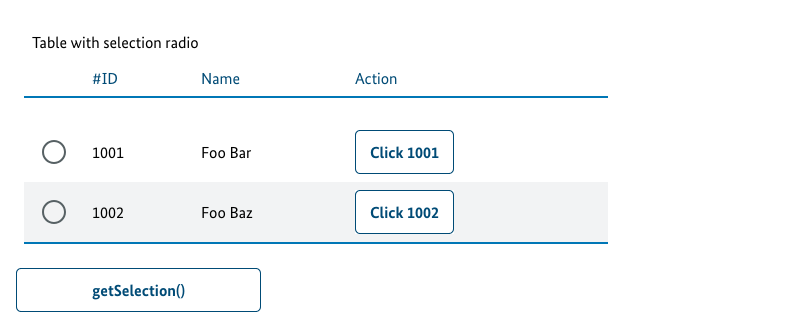 Table with selection radio
#ID Name Action
1001 Foo Bar Click 1001
1002 Foo Baz Click 1002
getSelection()